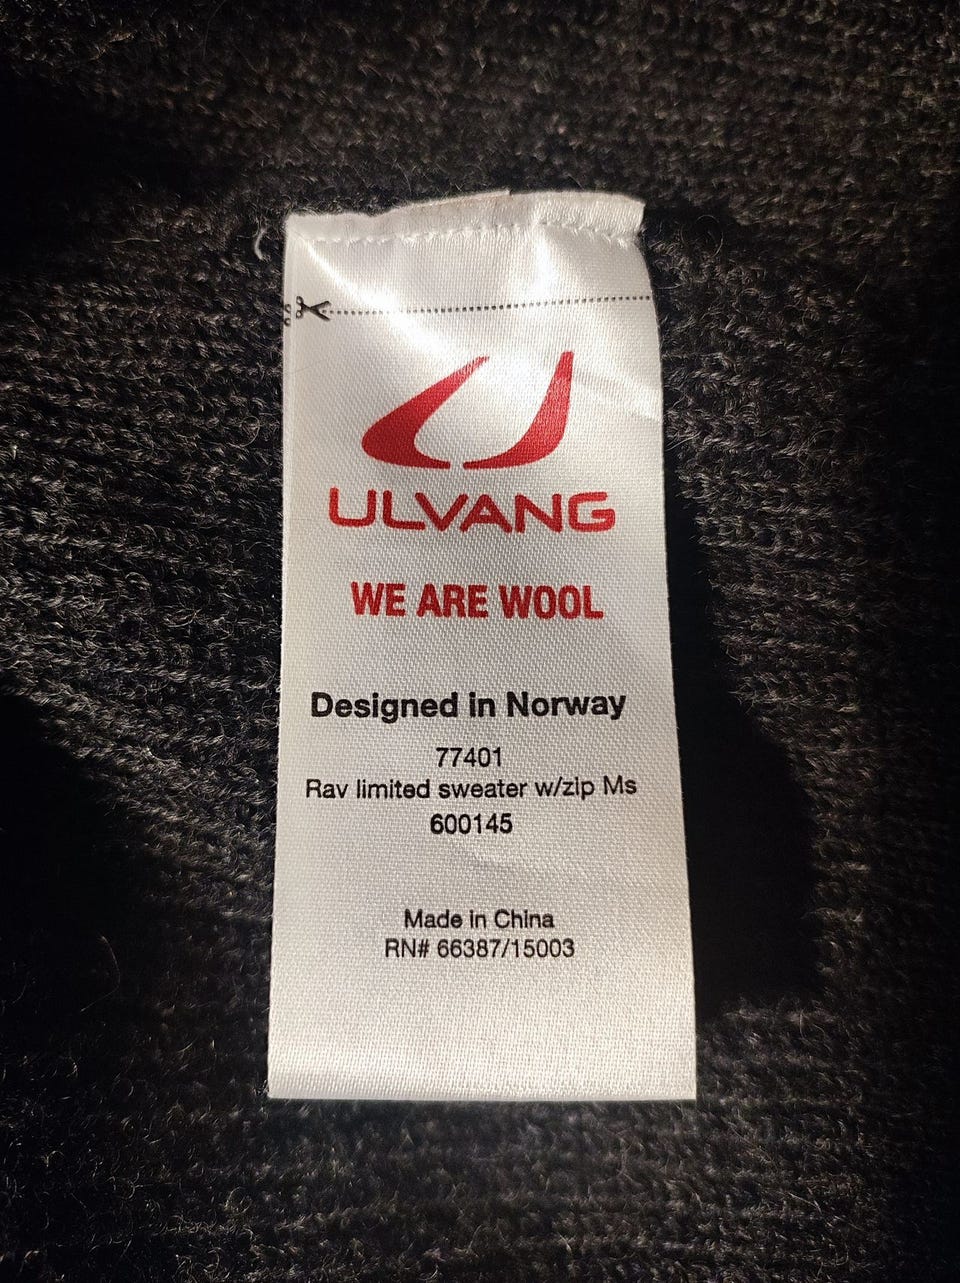 ULVANG
WE ARE WOOL
Designed in Norway
77401
Rav limited sweater w/zip Ms
600145
Made in China
RN# 66387/15003